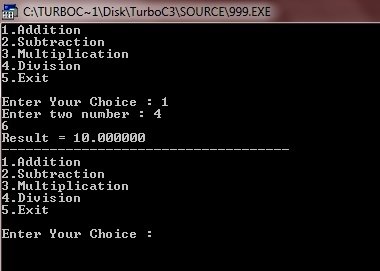 C:\TURBOC~1\Disk\TurboC3\SOURCE\999.EXE
1.Addition
2.Subtraction
3.Multiplication
4.Division
5.Exit
Enter Your Choice : 1
Enter two number : 4
6
Result = 10.000000
------------------------------------
1.Addition
2.Subtraction
3.Multiplication
4.Division
5.Exit
Enter Your Choice :